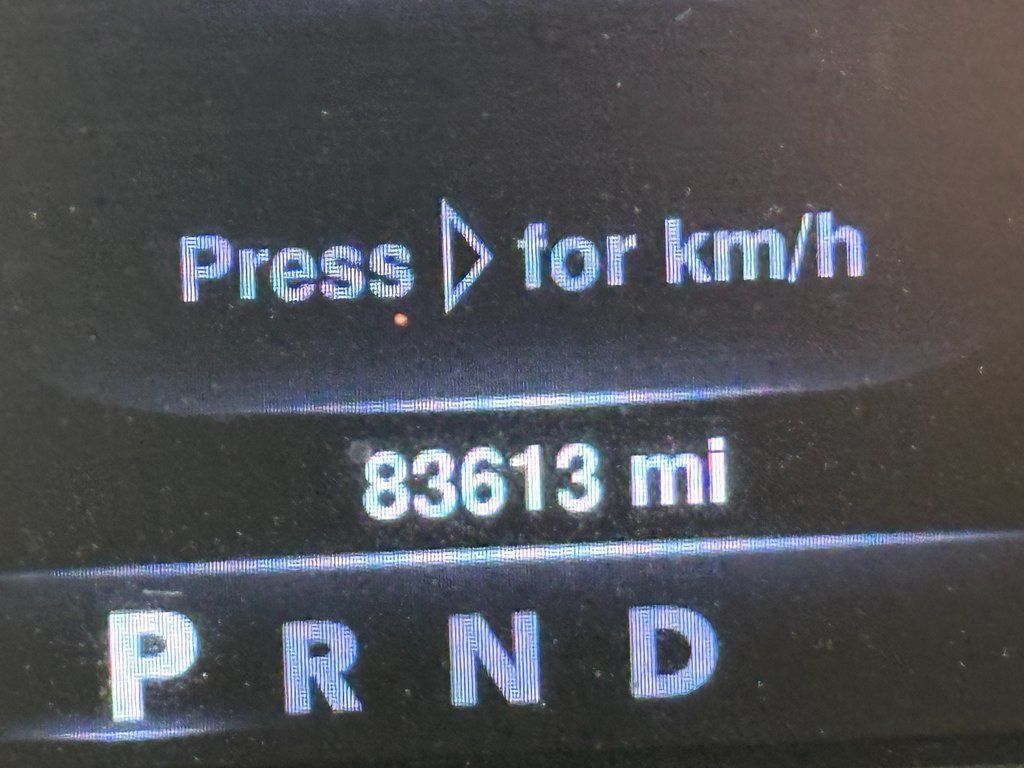 Press ▷ for km/h
83613 mi
P R N D